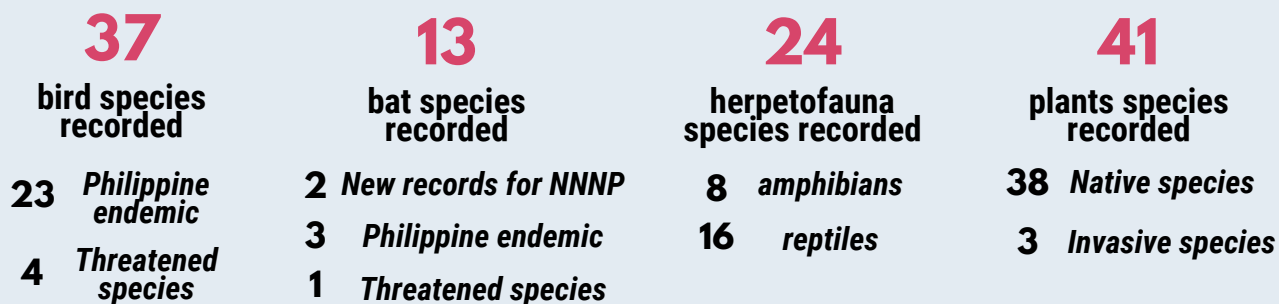 37
bird species
recorded
23 Philippine
endemic
4 Threatened
species
13
bat species
recorded
2 New records for NNNP
3 Philippine endemic
1 Threatened species
24
herpetofauna
species recorded
8 amphibians
16 reptiles
41
plants species
recorded
38 Native species
3 Invasive species